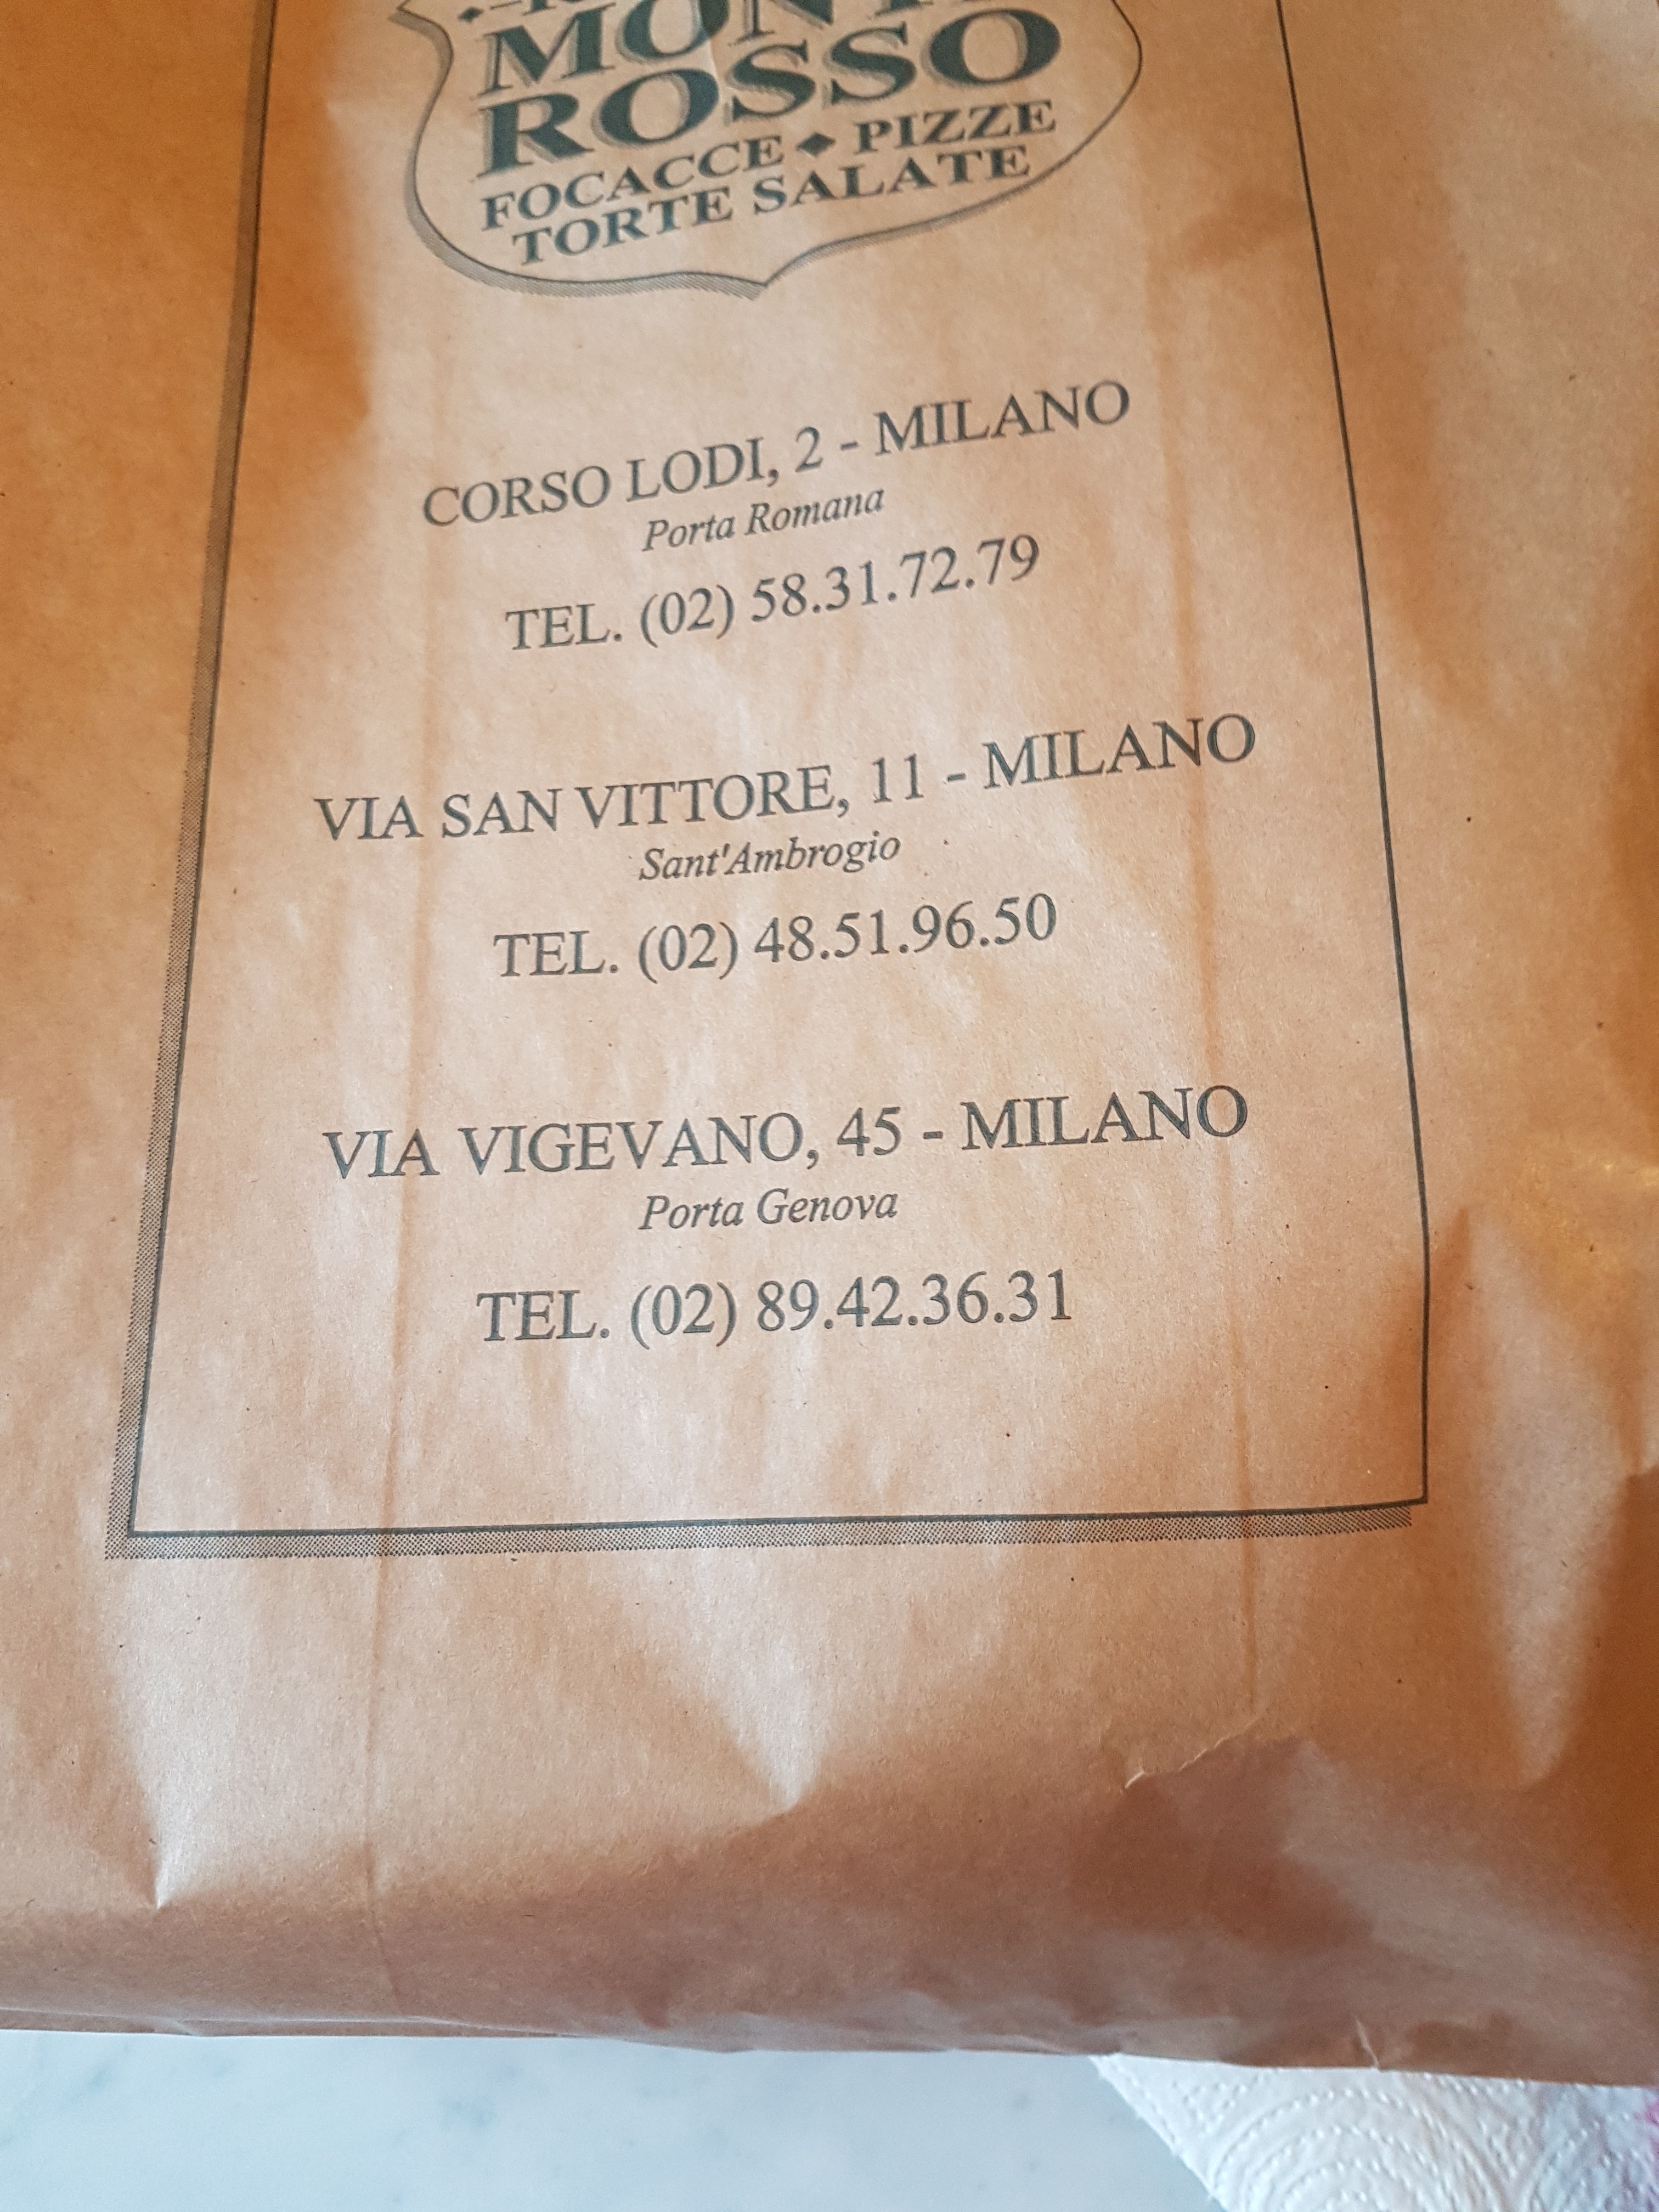 ROSSO
FOCACCE ◆ PIZZE
TORTE SALATE
CORSO LODI, 2 - MILANO
Porta Romana
TEL. (02) 58.31.72.79
VIA SAN VITTORE, 11 - MILANO
Sant'Ambrogio
TEL. (02) 48.51.96.50
VIA VIGEVANO, 45 - MILANO
Porta Genova
TEL. (02) 89.42.36.31